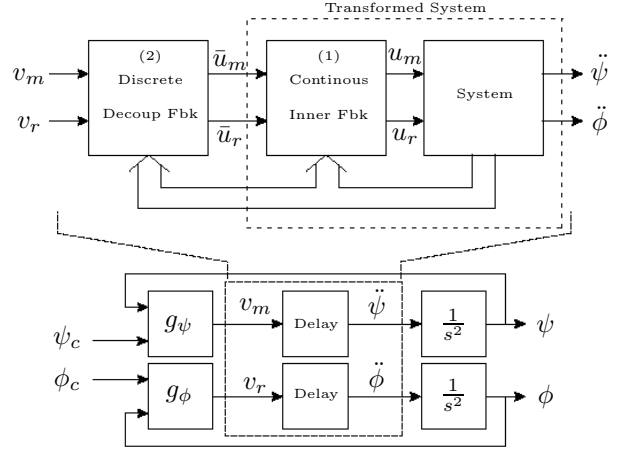 Transformed System
(2)
Discrete
Decoup Fbk
(1)
Continous
Inner Fbk
System
v_m
v_r
ū_m
ū_r
u_m
u_r
ψ̈
φ̈
g_ψ
v_m
Delay
ψ̈
1/s²
ψ
ψ_c
φ_c
g_φ
v_r
Delay
φ̈
1/s²
φ